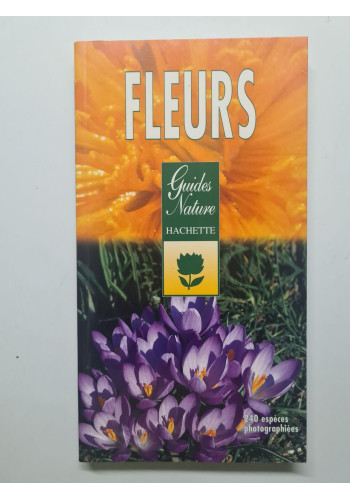 FLEURS
Guides
Nature
HACHETTE
240 espèces
photographiées